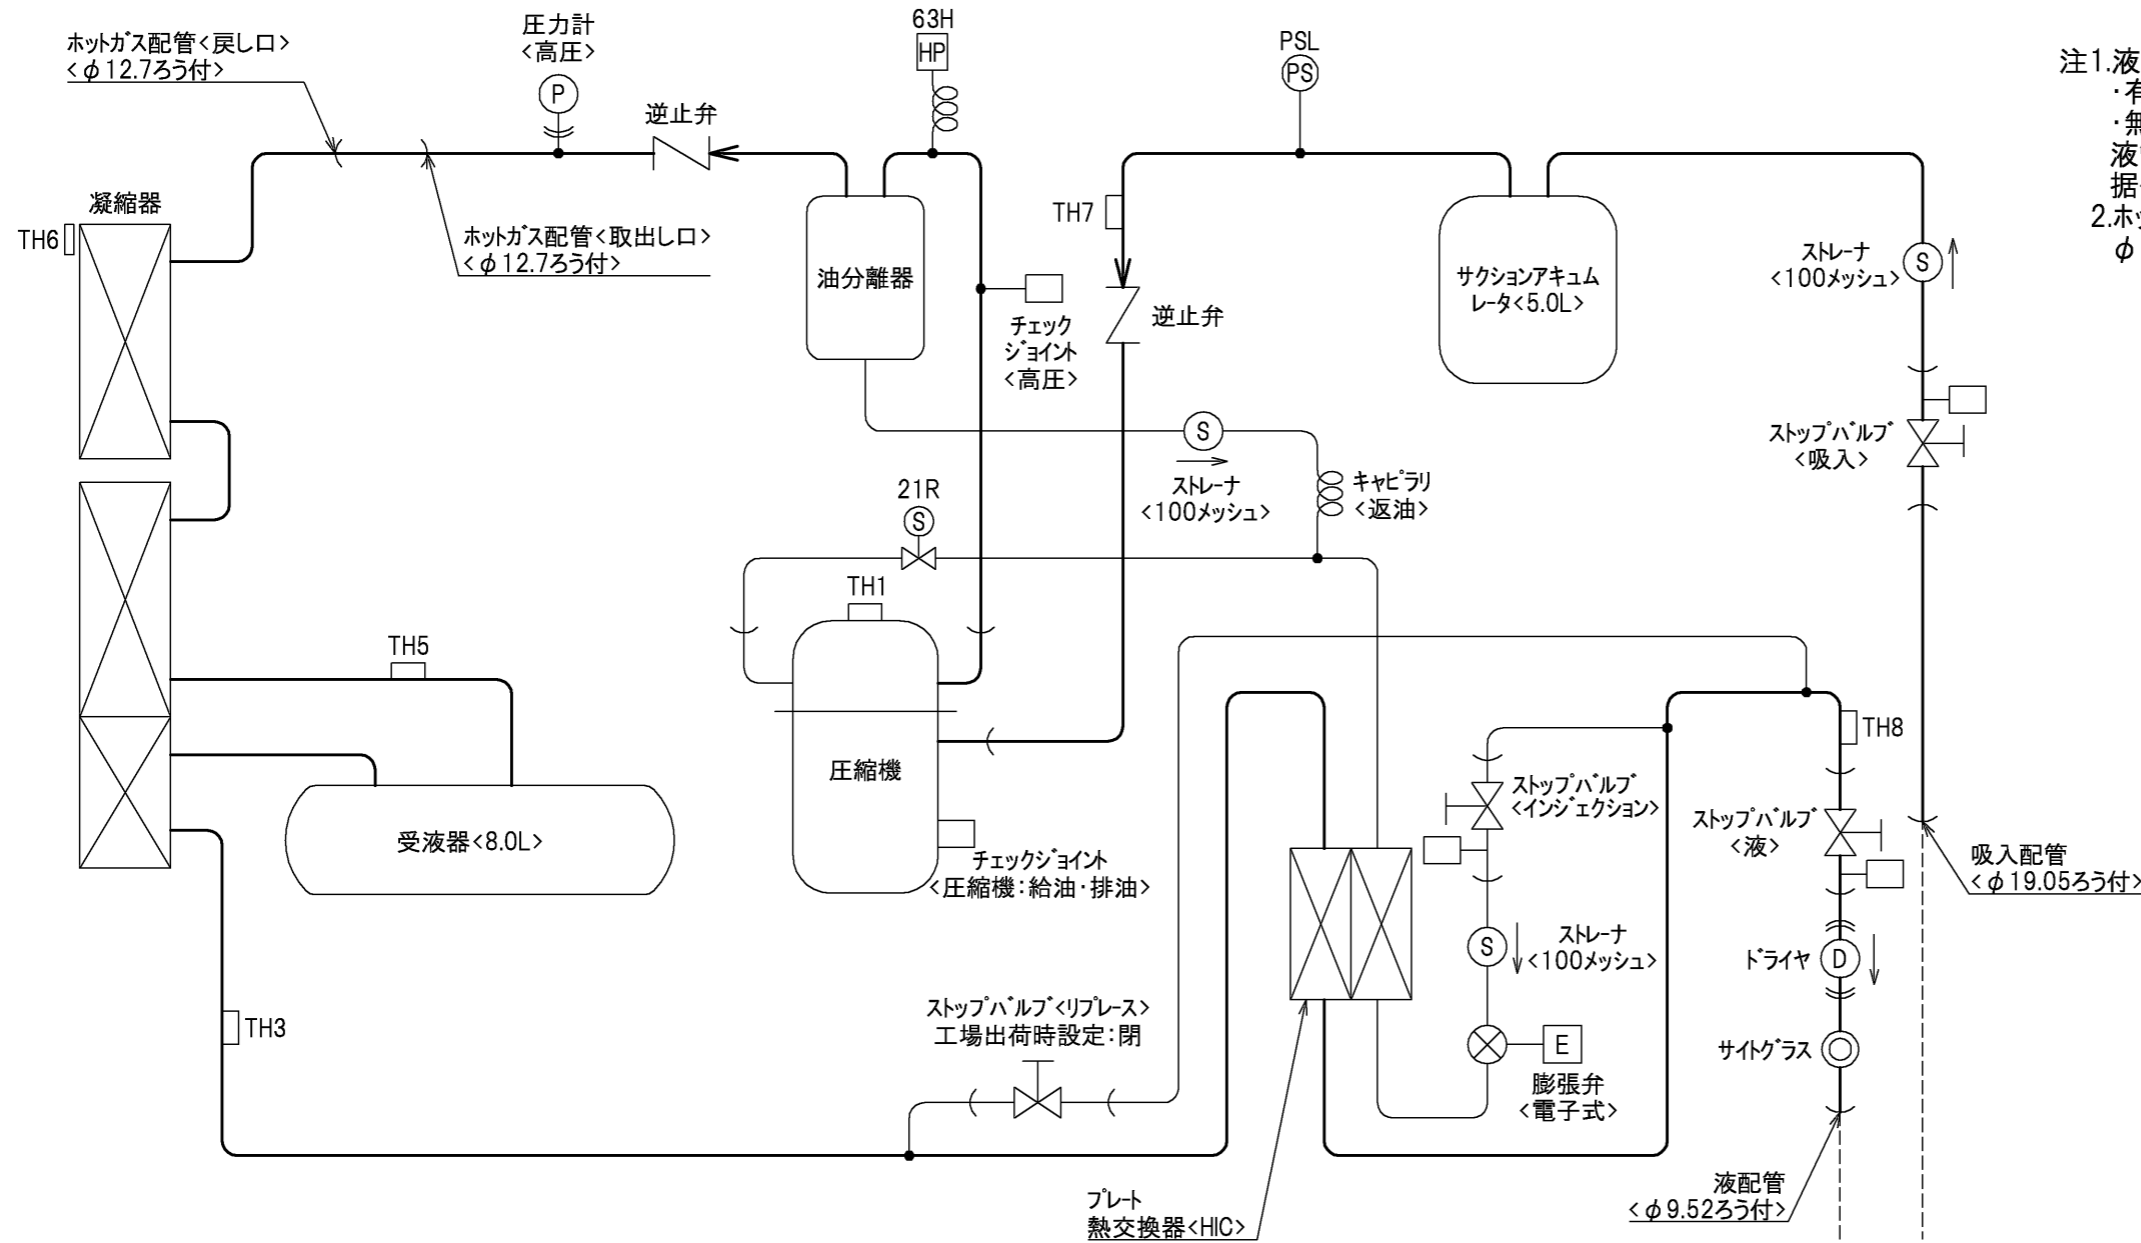 ホットガス配管<戻し口>
<φ12.7ろう付>
圧力計
<高圧>
P
63H
HP
逆止弁
PSL
PS
注1.液
・有
・無
液
据
2.ホッ
φ
凝縮器
TH6
ホットガス配管<取出し口>
<φ12.7ろう付>
油分離器
チェック
ジョイント
<高圧>
TH7
逆止弁
サクションアキュム
レータ<5.0L>
ストレーナ
<100メッシュ>
S
ストップバルブ
<吸入>
S
ストレーナ
<100メッシュ>
キャピラリ
<返油>
21R
S
TH1
TH5
受液器<8.0L>
圧縮機
チェックジョイント
<圧縮機:給油・排油>
ストップバルブ
<インジェクション>
TH8
ストップバルブ
<液>
吸入配管
<φ19.05ろう付>
S
ストレーナ
<100メッシュ>
ドライヤ
D
TH3
ストップバルブ<リプレース>
工場出荷時設定:閉
E
膨張弁
<電子式>
サイトグラス
プレート
熱交換器<HIC>
液配管
<φ9.52ろう付>